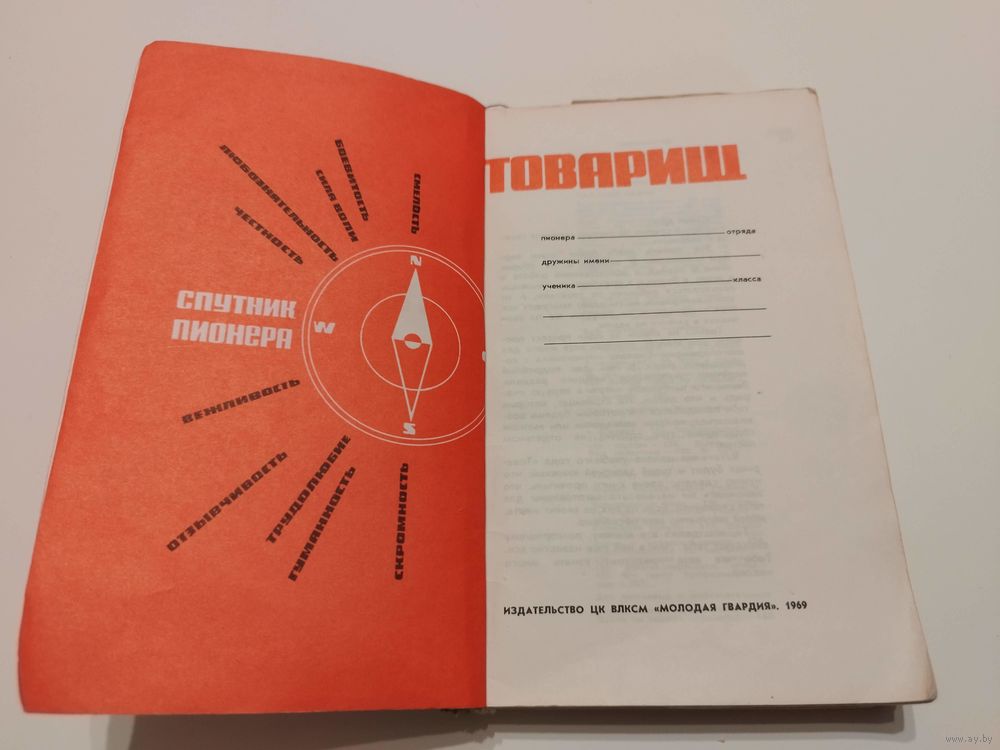 СМЕЛОСТЬ
БОЕВИТОСТЬ
СИЛА ВОЛИ
ЛЮБОЗНАТЕЛЬНОСТЬ
ЧЕСТНОСТЬ
N
СПУТНИК
ПИОНЕРА
W
S
ВЕЖЛИВОСТЬ
ОТЗЫВЧИВОСТЬ
ТРУДОЛЮБИЕ
ГУМАННОСТЬ
СКРОМНОСТЬ
ТОВАРИЩ
пионера отряда
дружины имени
ученика класса
ИЗДАТЕЛЬСТВО ЦК ВЛКСМ «МОЛОДАЯ ГВАРДИЯ». 1969
www.ay.by